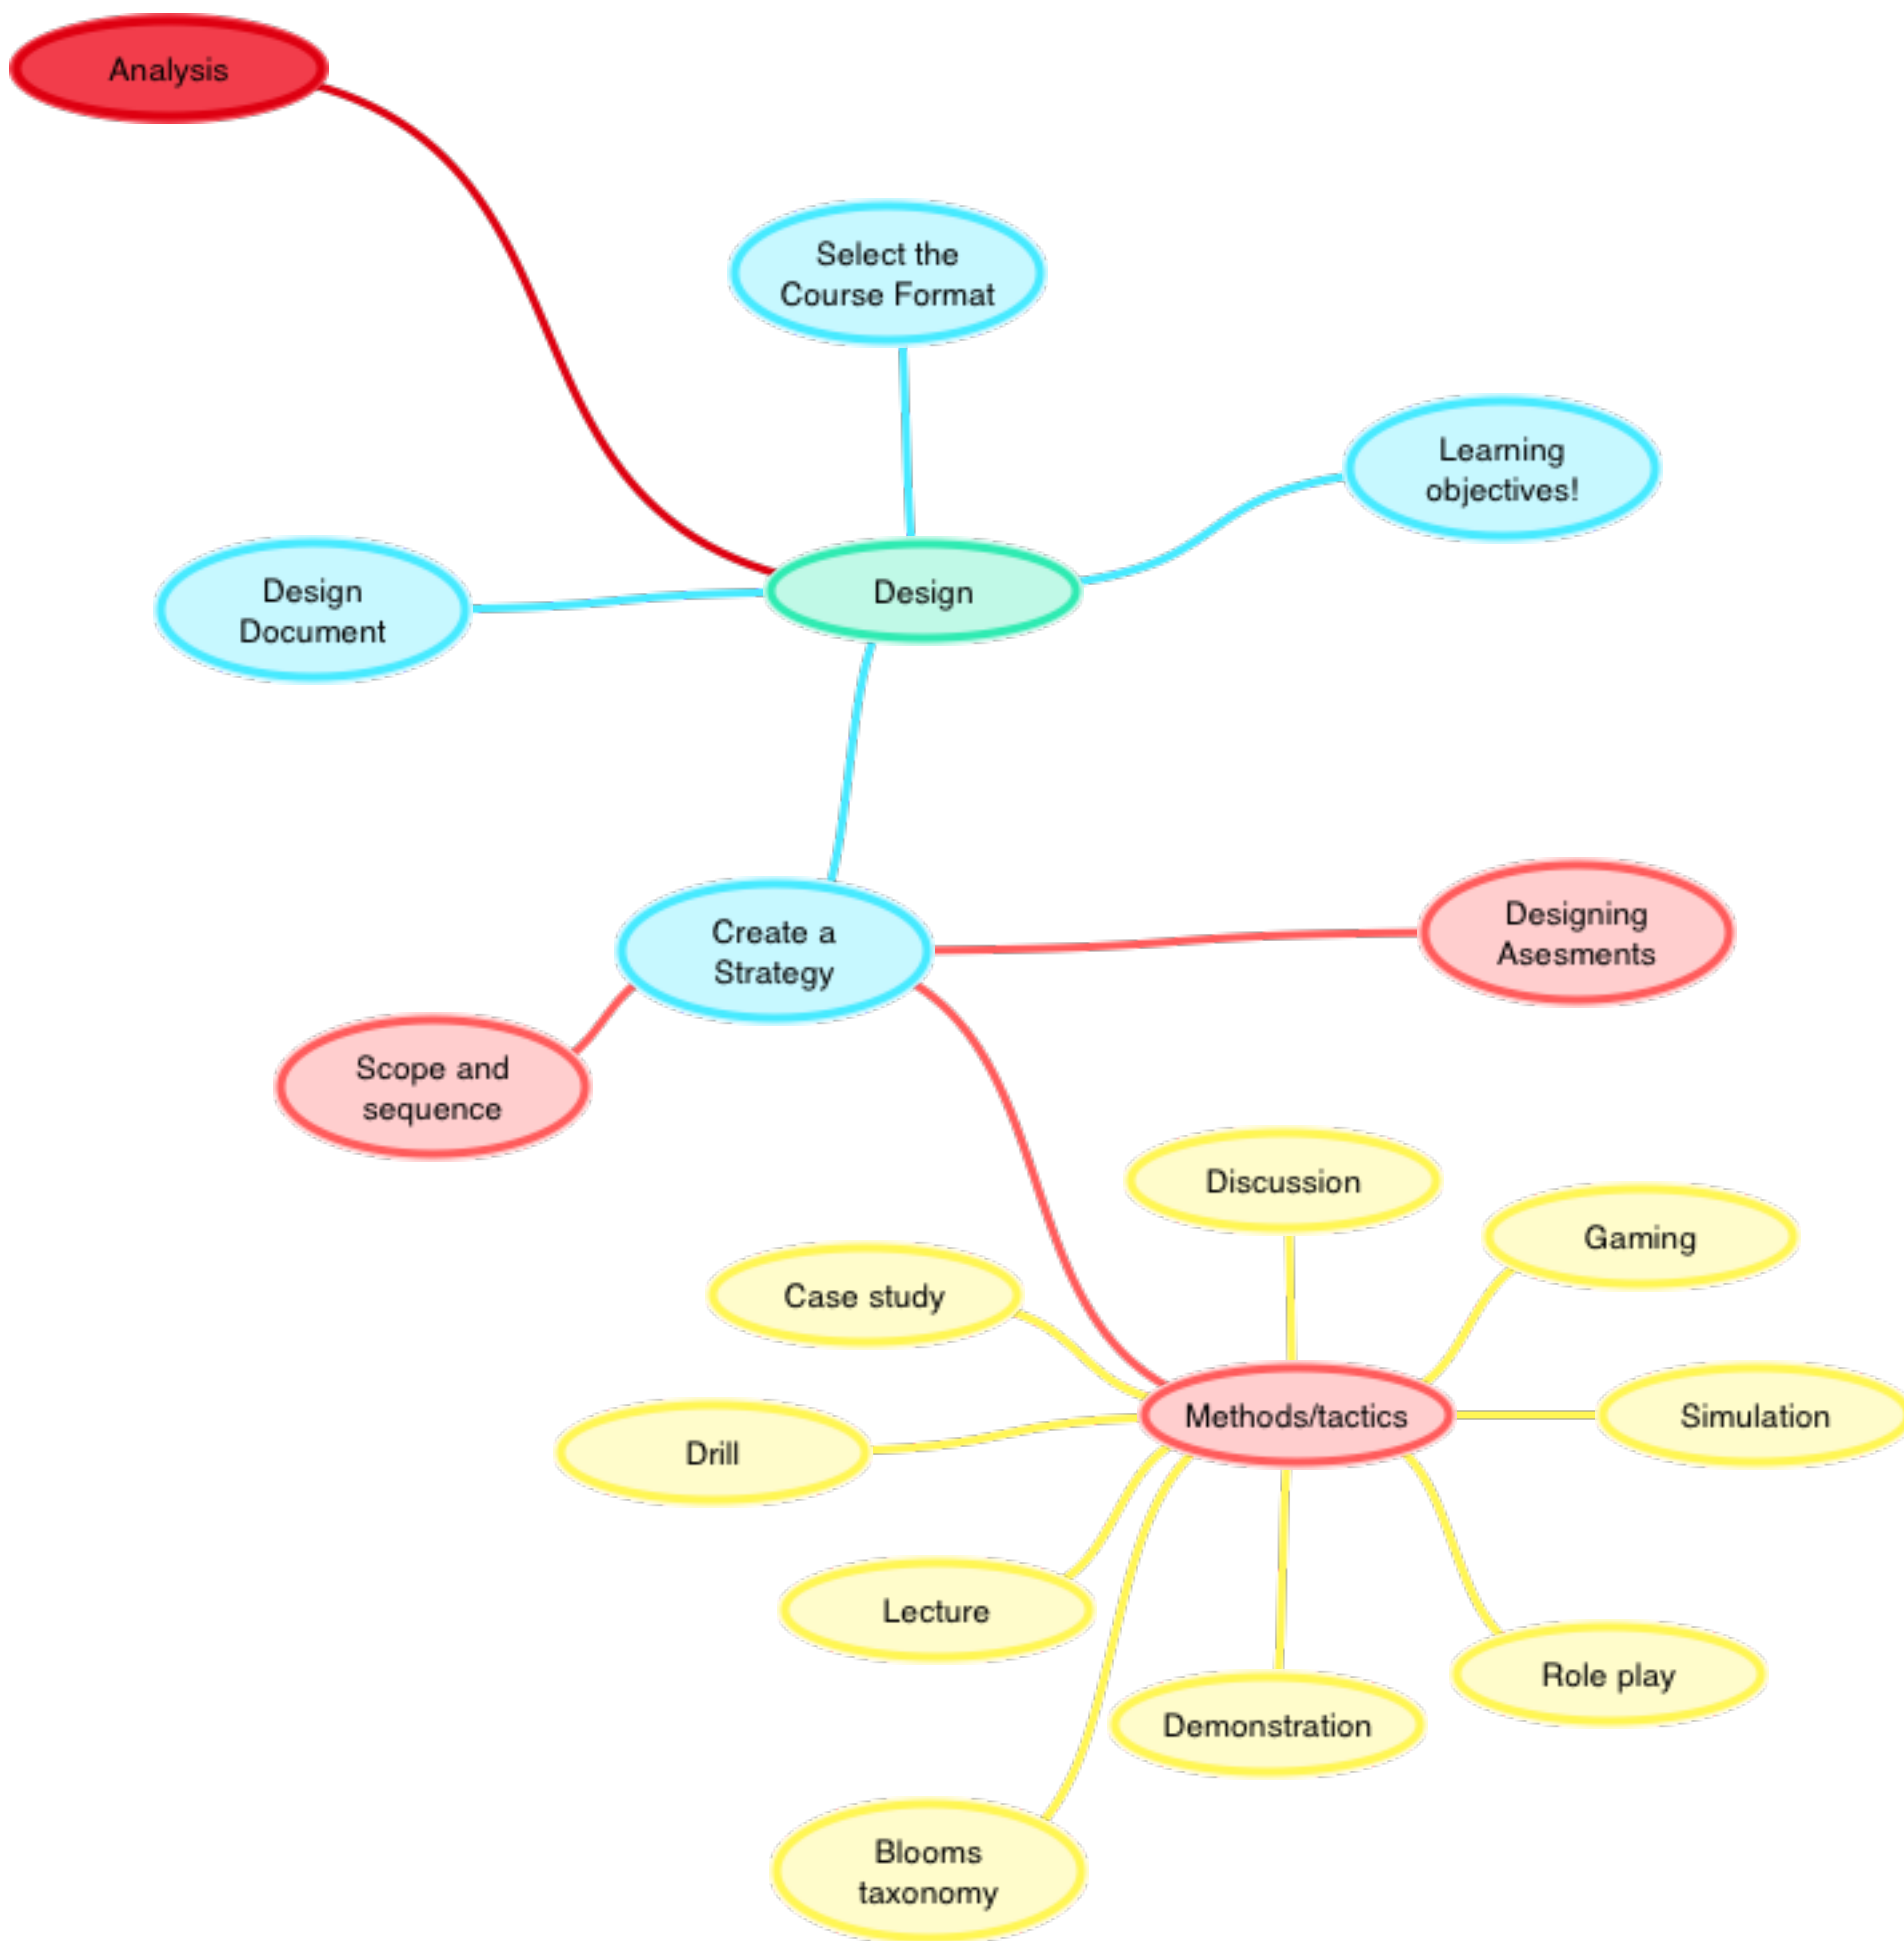 Analysis
Select the
Course Format
Learning
objectives!
Design
Document
Design
Create a
Strategy
Designing
Asesments
Scope and
sequence
Discussion
Gaming
Case study
Methods/tactics
Simulation
Drill
Lecture
Role play
Demonstration
Blooms
taxonomy